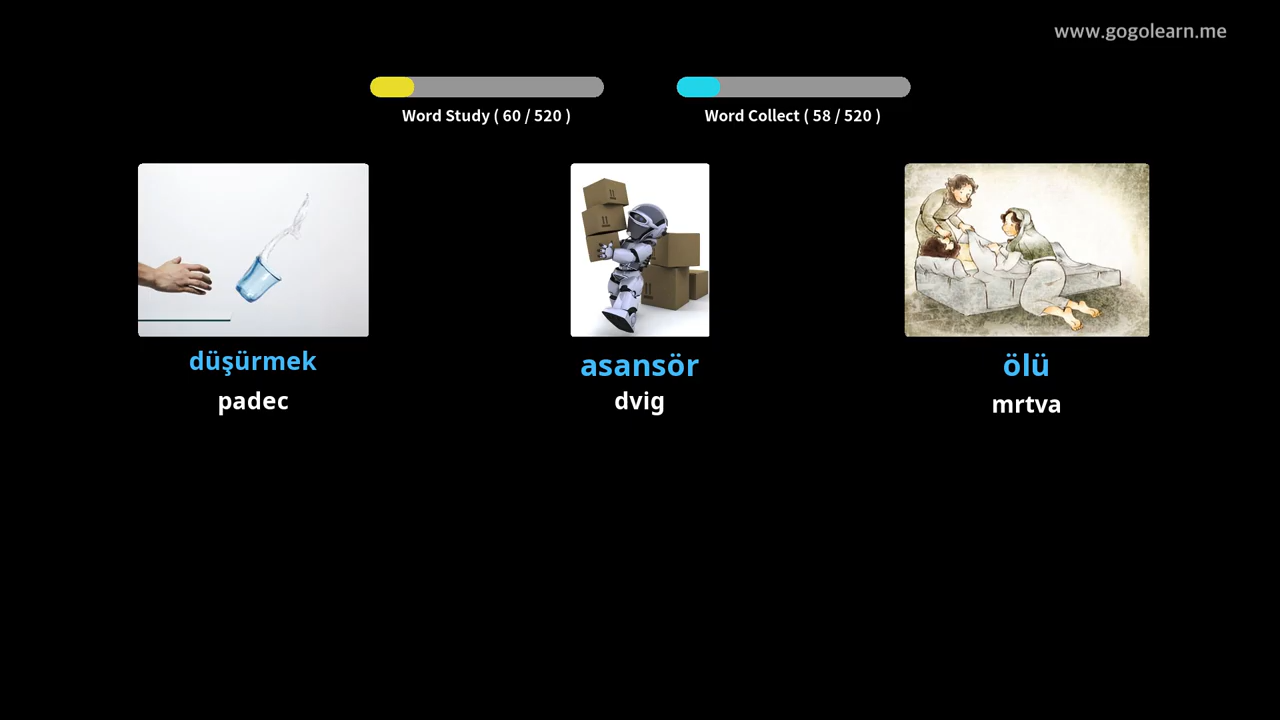 www.gogolearn.me
Word Study ( 60 / 520 )
Word Collect ( 58 / 520 )
düşürmek
padec
asansör
dvig
ölü
mrtva